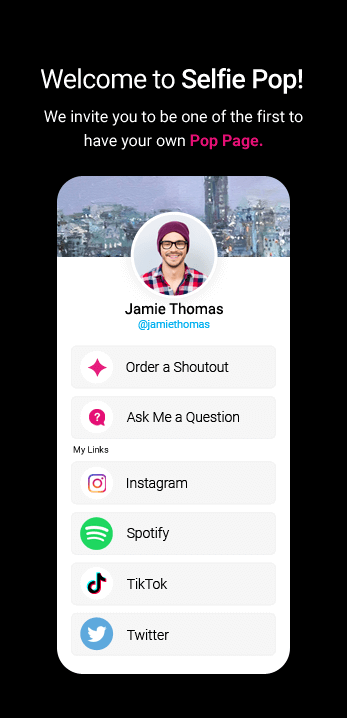 Welcome to Selfie Pop!
We invite you to be one of the first to
have your own Pop Page.
Jamie Thomas
@jamiethomas
Order a Shoutout
Ask Me a Question
My Links
Instagram
Spotify
TikTok
Twitter